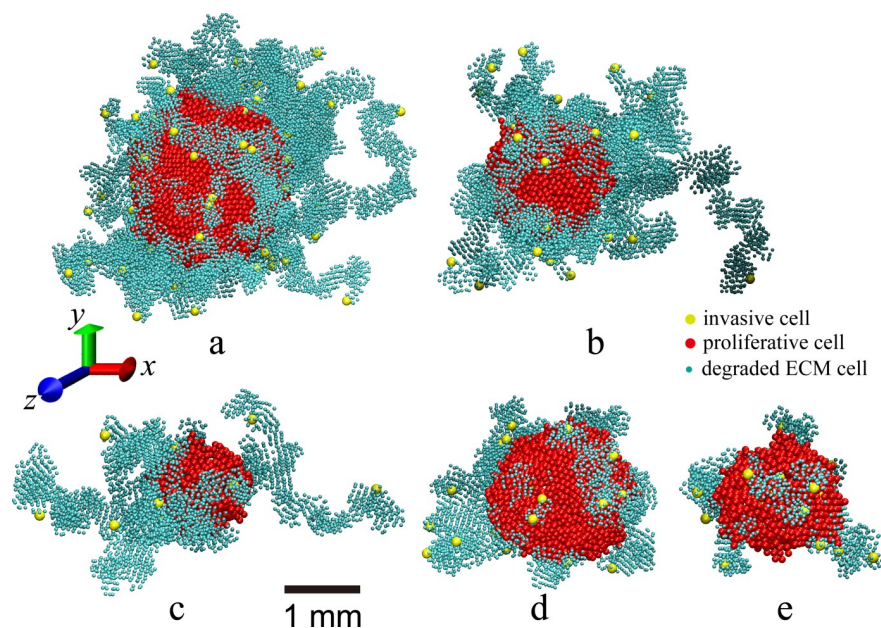 a
b
y
x
z
invasive cell
proliferative cell
degraded ECM cell
1 mm
c
d
e